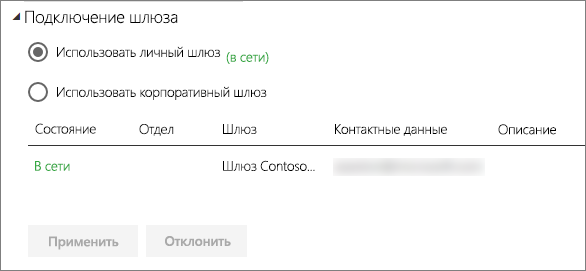 Подключение шлюза
Использовать личный шлюз (в сети)
Использовать корпоративный шлюз
Состояние Отдел Шлюз Контактные данные Описание
В сети Шлюз Contoso...
Применить Отклонить